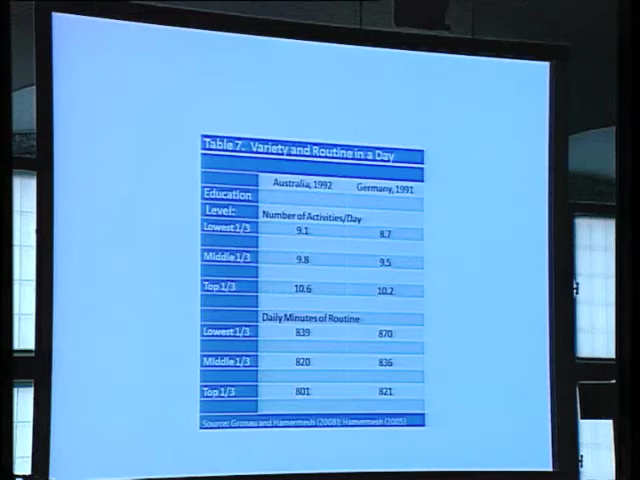 Table 7. Variety and Routine in a Day
Australia, 1992 Germany, 1991
Education
Level: Number of Activities/Day
Lowest 1/3 9.1 8.7
Middle 1/3 9.8 9.5
Top 1/3 10.6 10.2
Daily Minutes of Routine
Lowest 1/3 839 870
Middle 1/3 820 836
Top 1/3 801 821
Source: Gronau and Hamermesh (2008); Hamermesh (2005)